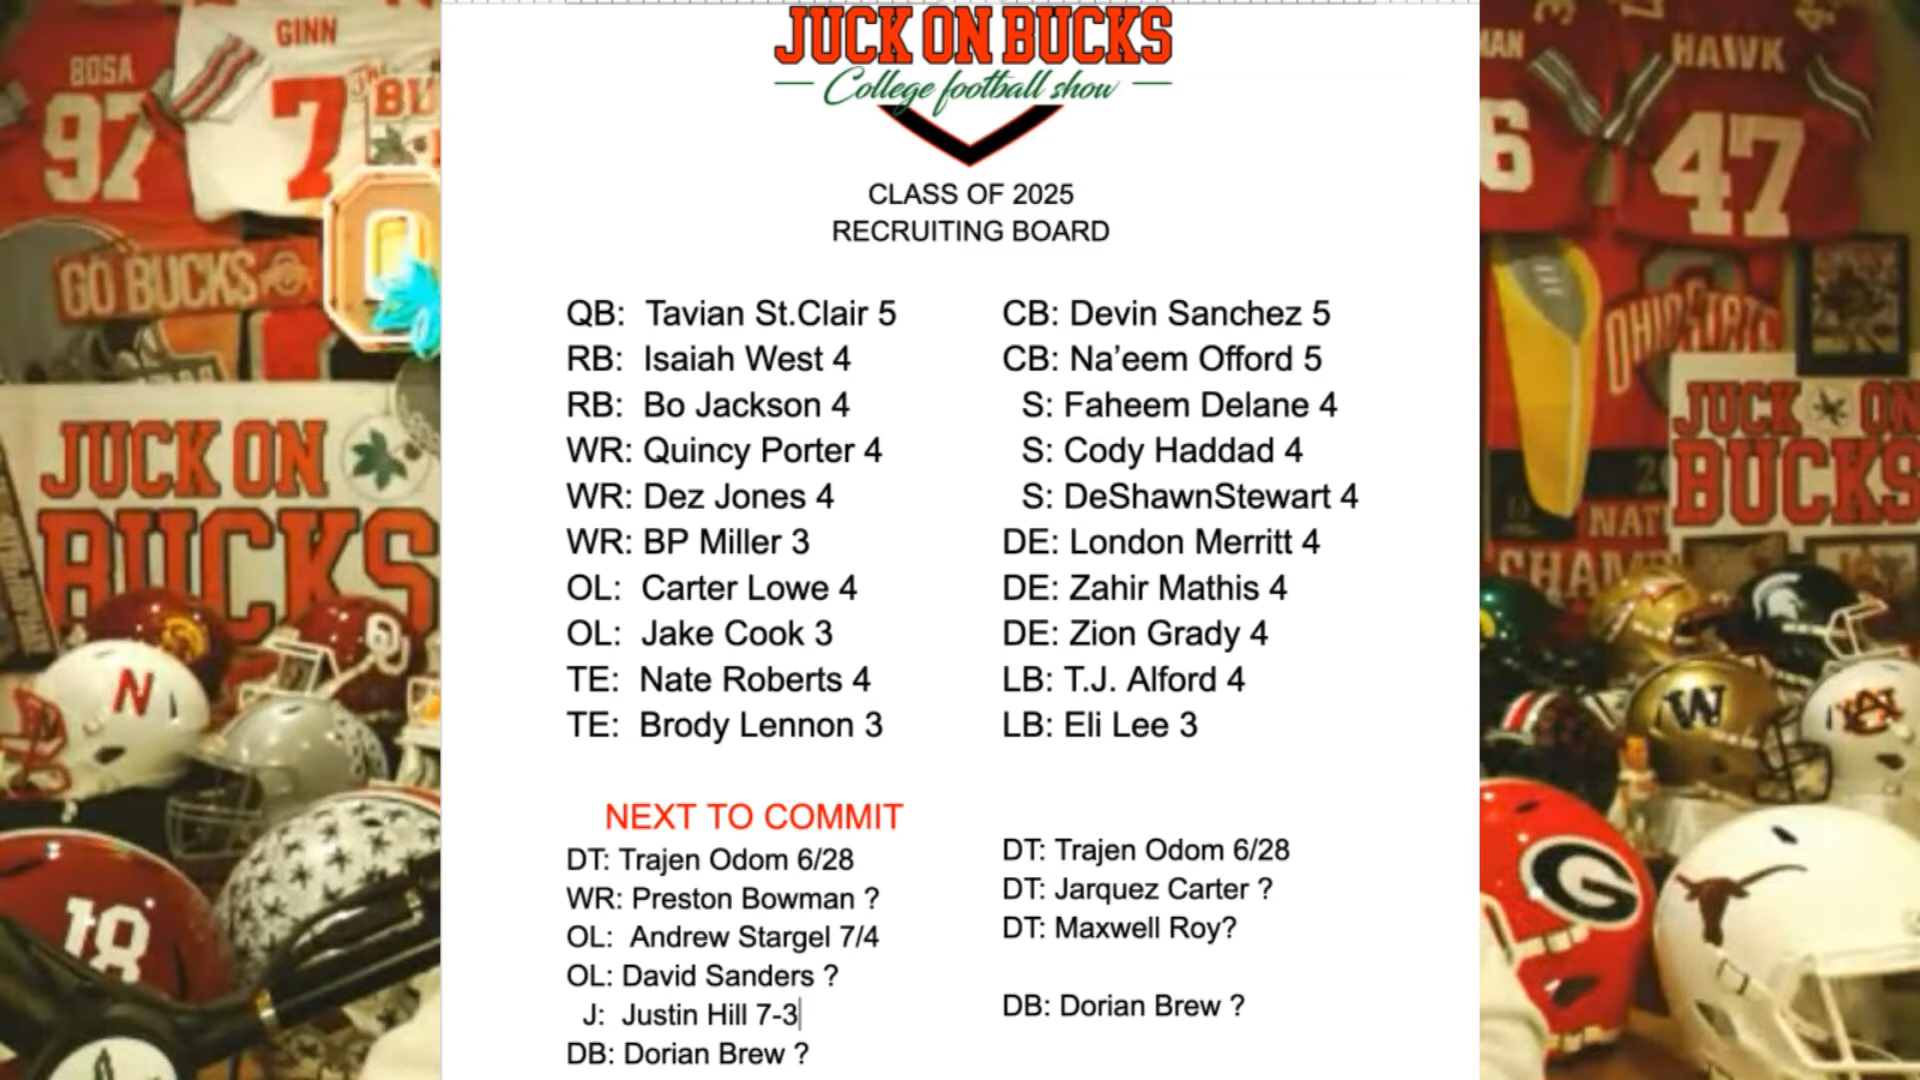 JUCK ON BUCKS
College football show
CLASS OF 2025
RECRUITING BOARD
QB: Tavian St.Clair 5
RB: Isaiah West 4
RB: Bo Jackson 4
WR: Quincy Porter 4
WR: Dez Jones 4
WR: BP Miller 3
OL: Carter Lowe 4
OL: Jake Cook 3
TE: Nate Roberts 4
TE: Brody Lennon 3
CB: Devin Sanchez 5
CB: Na’eem Offord 5
S: Faheem Delane 4
S: Cody Haddad 4
S: DeShawnStewart 4
DE: London Merritt 4
DE: Zahir Mathis 4
DE: Zion Grady 4
LB: T.J. Alford 4
LB: Eli Lee 3
NEXT TO COMMIT
DT: Trajen Odom 6/28
WR: Preston Bowman ?
OL: Andrew Stargel 7/4
OL: David Sanders ?
J: Justin Hill 7-3
DB: Dorian Brew ?
DT: Trajen Odom 6/28
DT: Jarquez Carter ?
DT: Maxwell Roy?
DB: Dorian Brew ?
BOSA
97
GINN
7
GO BUCKS
JUCK ON
BUCKS
N
18
HAWK
47
6
OHIO STATE
JUCK ON
BUCKS
W
G